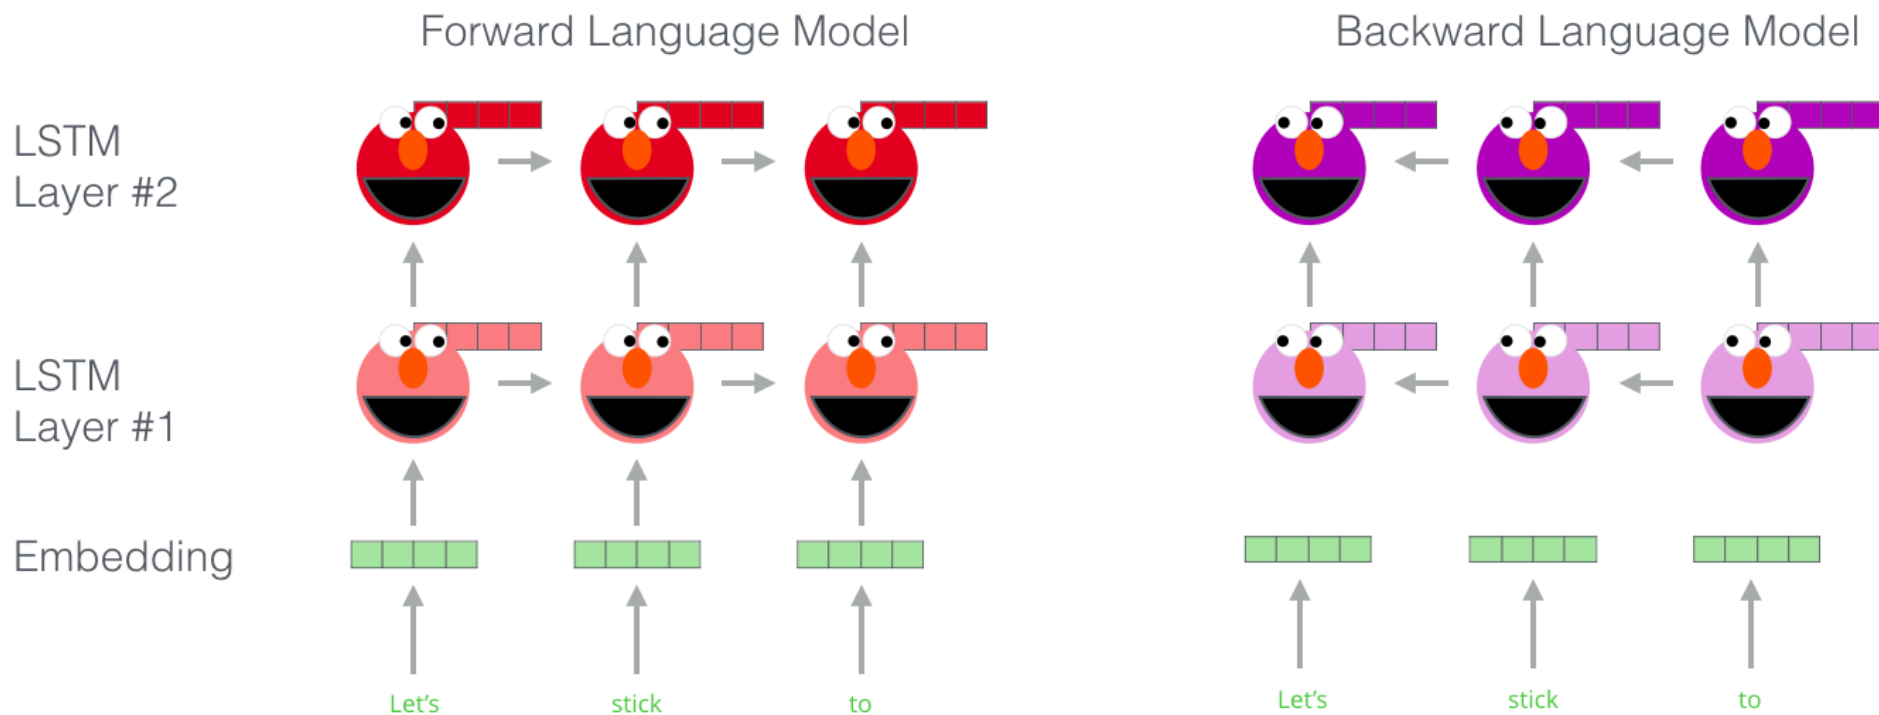 Forward Language Model
Backward Language Model
LSTM
Layer #2
LSTM
Layer #1
Embedding
Let's
stick
to
Let's
stick
to